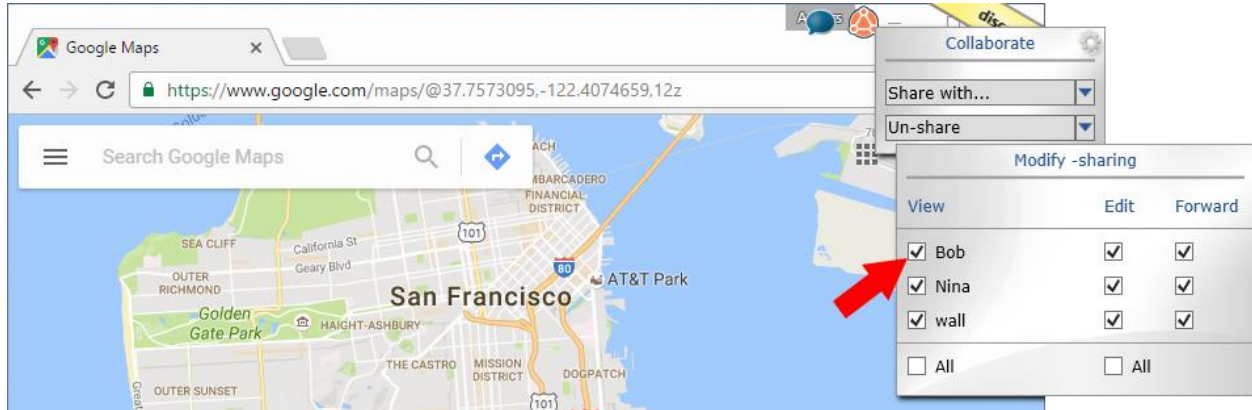 disc
Google Maps
Collaborate
https://www.google.com/maps/@37.7573095,-122.4074659,12z
Share with...
Un-share
Search Google Maps
Modify -sharing
FINANCIAL
DISTRICT
View Edit Forward
SEA CLIFF
California St
101
Geary Blvd
Bob
OUTER
RICHMOND
80
AT&T Park
Nina
San Francisco
Golden
Gate Park
HAIGHT-ASHBURY
wall
THE CASTRO
MISSION
DISTRICT
DOGPATCH
All All
OUTER SUNSET
Great
101